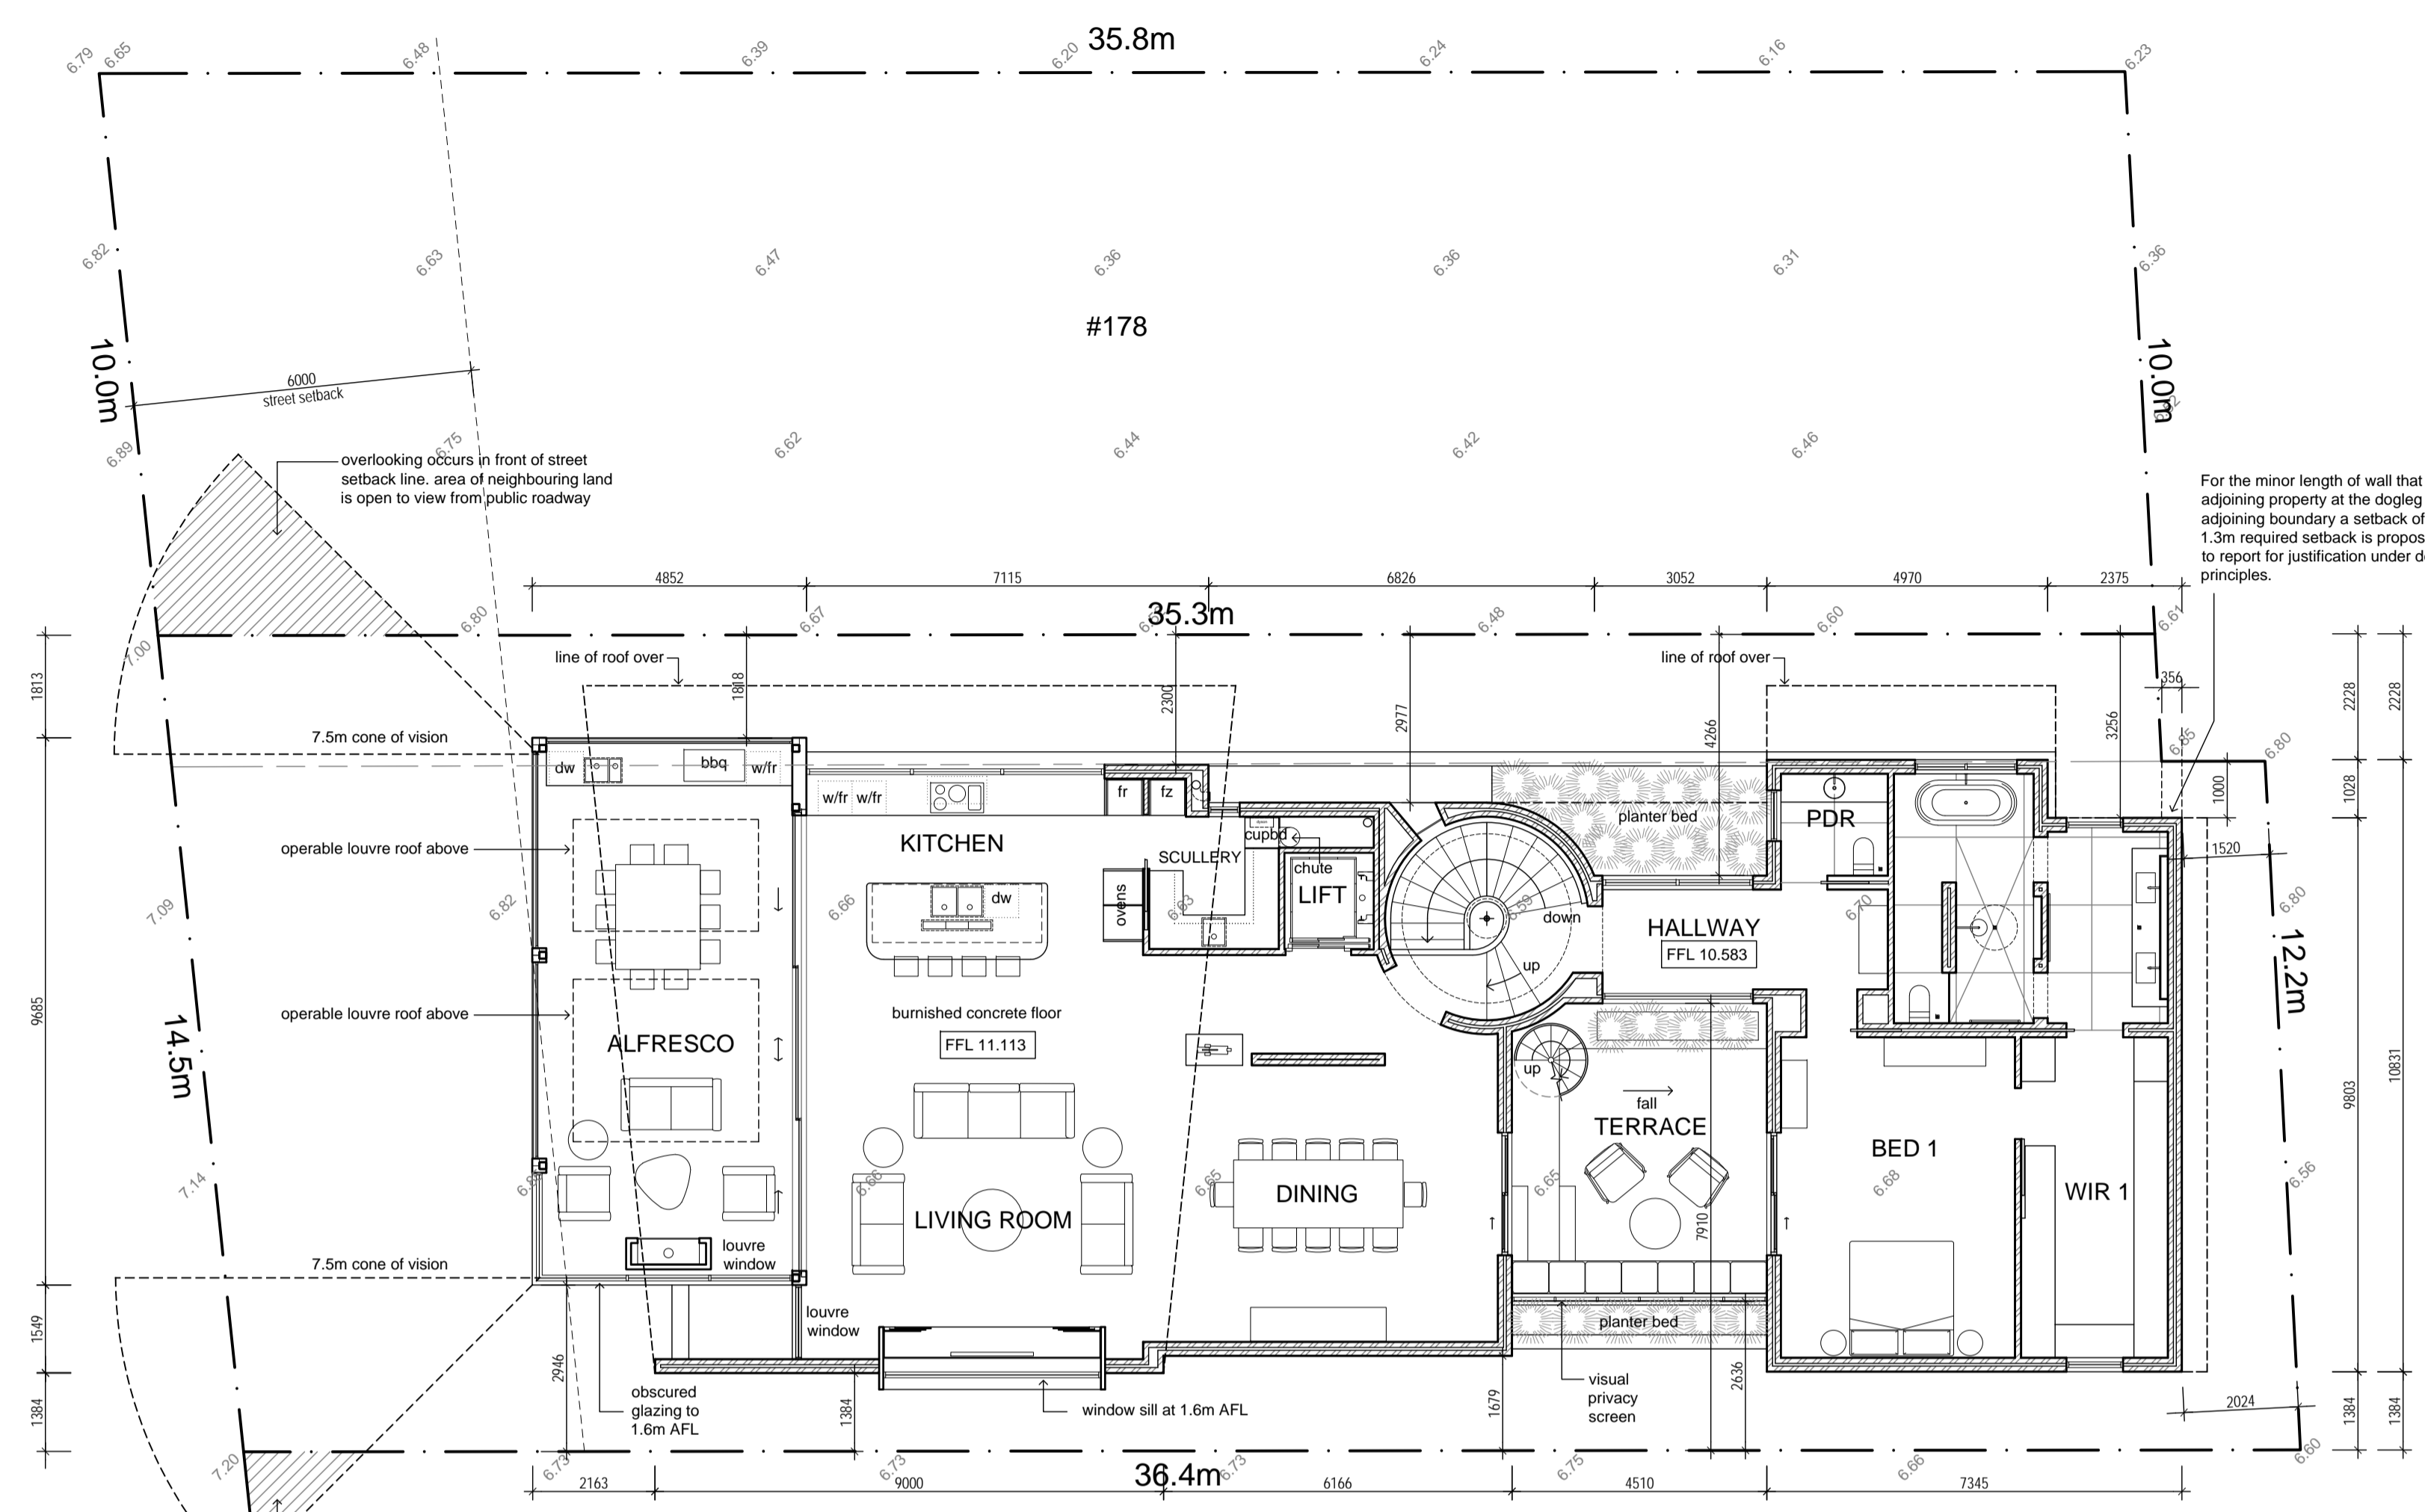 35.8m
6.79
6.65
6.48
6.39
6.20
6.24
6.16
6.23
6.82
6.63
6.47
6.36
6.36
6.31
6.36
#178
10.0m
10.0m
6000
street setback
6.89
6.75
6.62
6.44
6.42
6.46
overlooking occurs in front of street
setback line. area of neighbouring land
is open to view from public roadway
For the minor length of wall that
adjoining property at the dogleg
adjoining boundary a setback of
1.3m required setback is propos
to report for justification under d
principles.
4852
7115
6826
3052
4970
2375
35.3m
7.00
6.80
6.67
6.48
6.60
6.61
line of roof over
line of roof over
1813
1818
2300
2977
4266
3256
356
2228
2228
7.5m cone of vision
dw
bbq
w/fr
w/fr
w/fr
fr
fz
6.85
6.80
1000
1028
planter bed
PDR
operable louvre roof above
KITCHEN
cupbd
SCULLERY
chute
LIFT
1520
7.09
6.82
6.66
dw
ovens
6.63
6.59
down
HALLWAY
FFL 10.583
6.70
6.80
up
12.2m
operable louvre roof above
burnished concrete floor
FFL 11.113
ALFRESCO
9685
14.5m
up
fall
TERRACE
9803
10831
BED 1
7.14
6.66
6.65
6.65
6.68
6.56
DINING
WIR 1
LIVING ROOM
7910
louvre
window
7.5m cone of vision
louvre
window
planter bed
1549
2946
1384
1384
obscured
glazing to
1.6m AFL
window sill at 1.6m AFL
1679
visual
privacy
screen
2636
2024
1384
1384
7.20
6.73
6.73
6.73
6.75
6.66
6.60
36.4m
2163
9000
6166
4510
7345